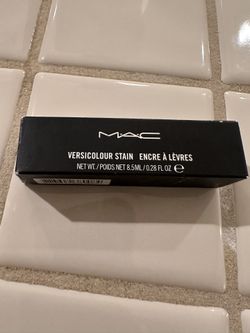 MAC
VERSICOLOUR STAIN ENCRE À LÈVRES
NET WT. / POIDS NET 8.5ML / 0.28 FL OZ ℮